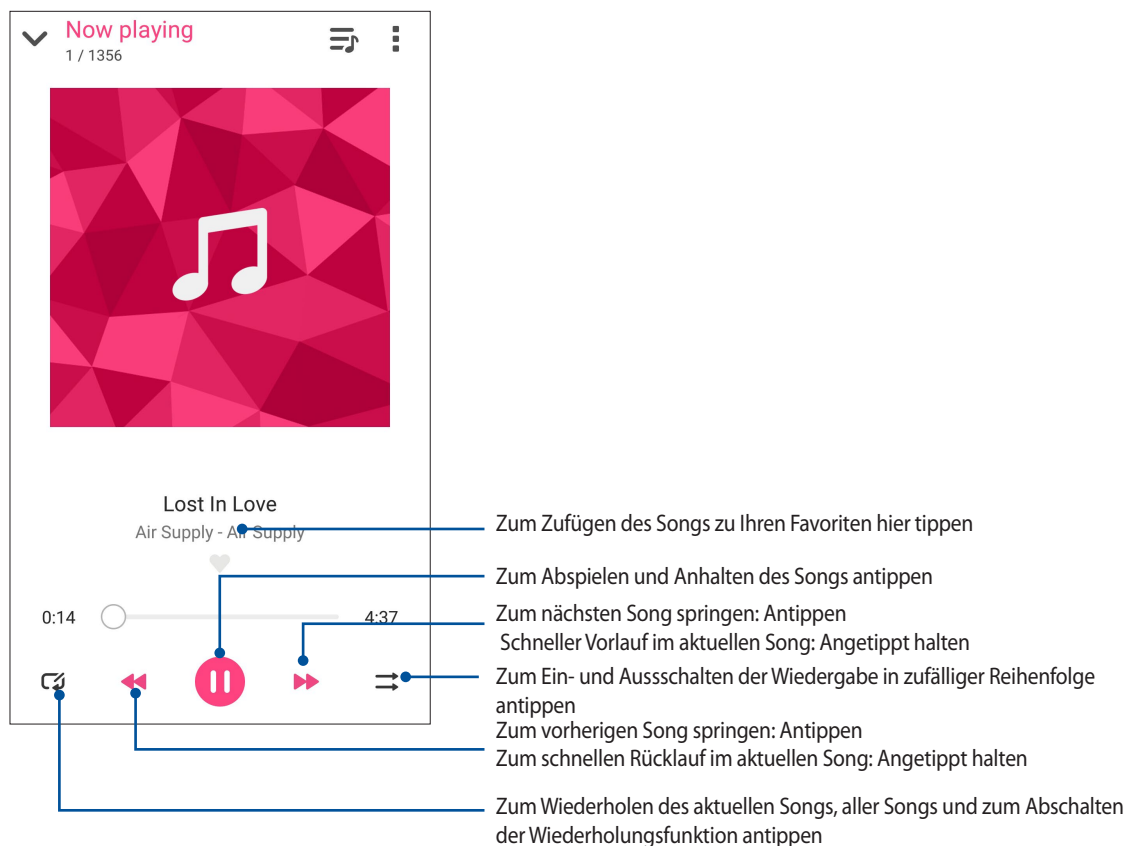 Now playing
1 / 1356
Lost In Love
Air Supply - Air Supply
0:14
4:37
Zum Zufügen des Songs zu Ihren Favoriten hier tippen
Zum Abspielen und Anhalten des Songs antippen
Zum nächsten Song springen: Antippen
Schneller Vorlauf im aktuellen Song: Angetippt halten
Zum Ein- und Aussschalten der Wiedergabe in zufälliger Reihenfolge
antippen
Zum vorherigen Song springen: Antippen
Zum schnellen Rücklauf im aktuellen Song: Angetippt halten
Zum Wiederholen des aktuellen Songs, aller Songs und zum Abschalten
der Wiederholungsfunktion antippen